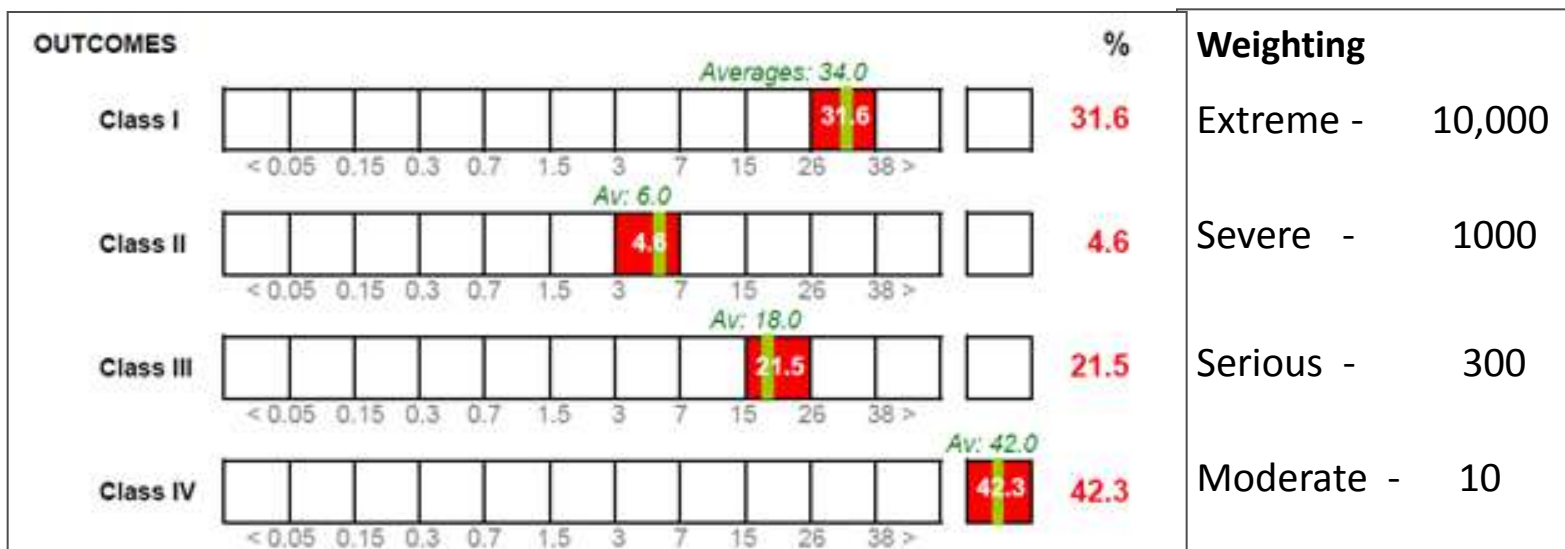 OUTCOMES
%
Averages: 34.0
Class I
31.6
31.6
< 0.05 0.15 0.3 0.7 1.5 3 7 15 26 38 >
Av: 6.0
Class II
4.6
4.6
< 0.05 0.15 0.3 0.7 1.5 3 7 15 26 38 >
Av: 18.0
Class III
21.5
21.5
< 0.05 0.15 0.3 0.7 1.5 3 7 15 26 38 >
Av: 42.0
Class IV
42.3
42.3
< 0.05 0.15 0.3 0.7 1.5 3 7 15 26 38 >
Weighting
Extreme - 10,000
Severe - 1000
Serious - 300
Moderate - 10